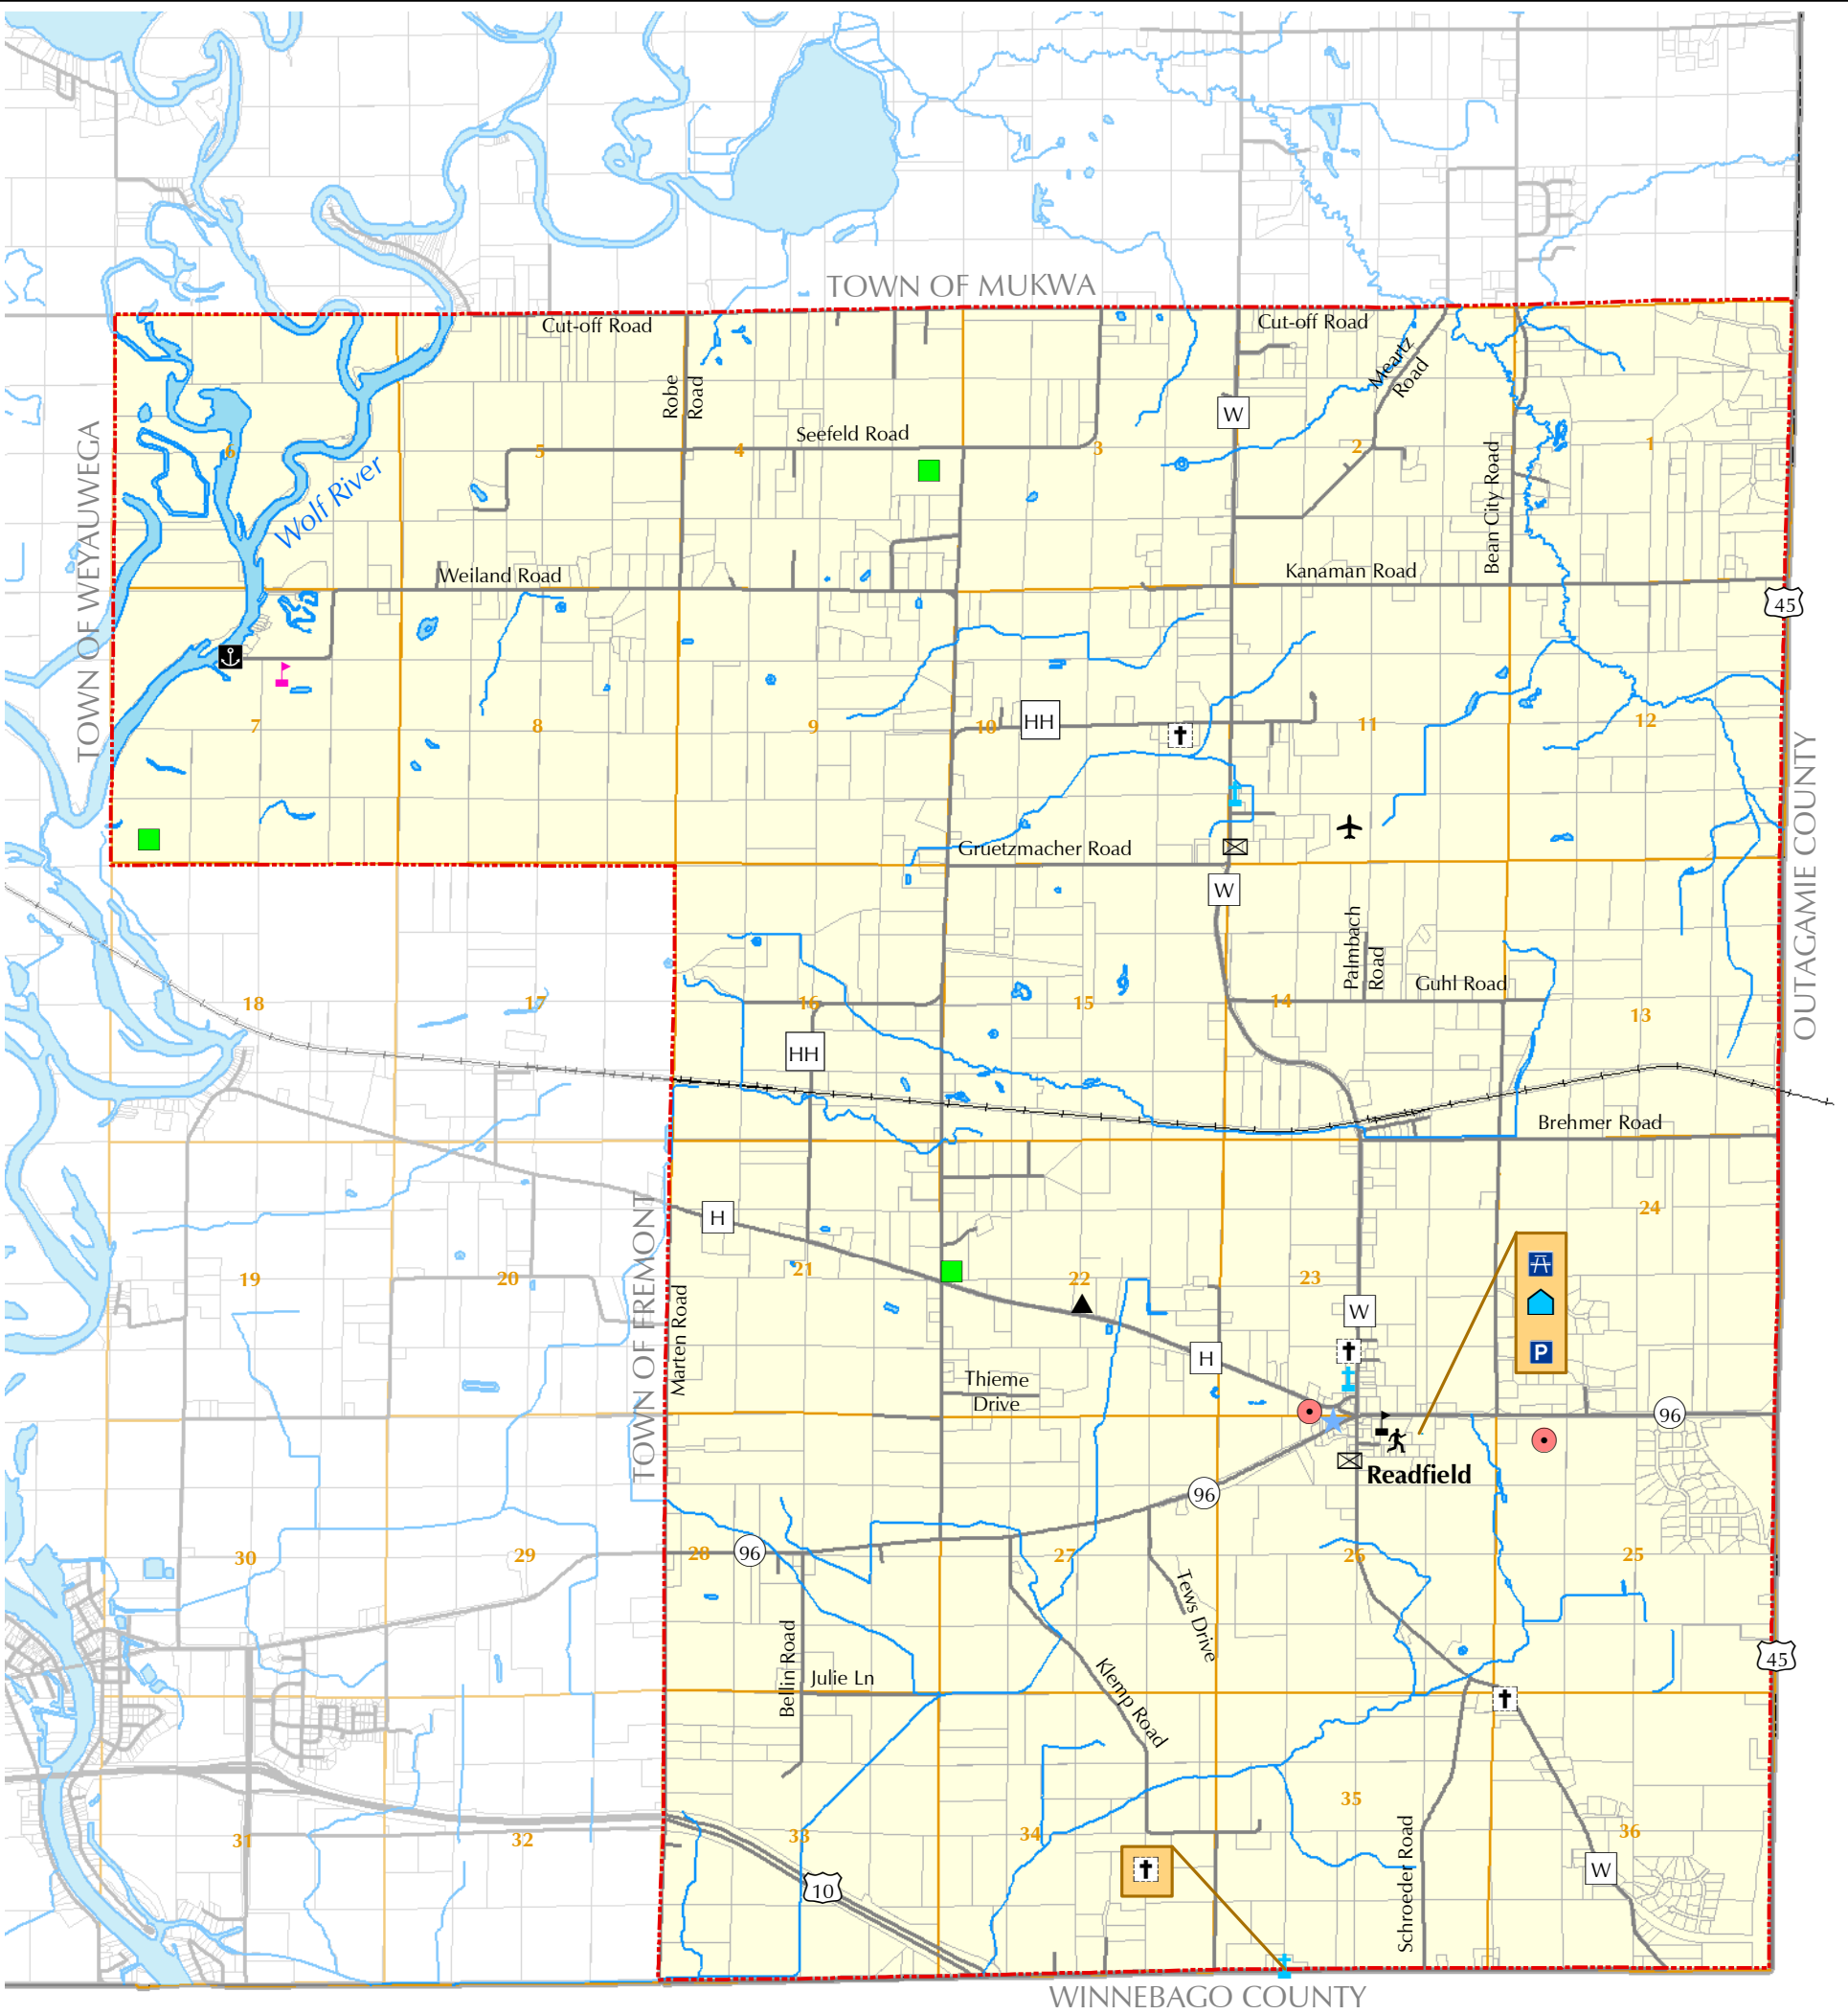 TOWN OF MUKWA
Cut-off Road
Cut-off Road
Meartz
Road
Robe
Road
W
Seefeld Road
TOWN OF WEYAUWEGA
6
5
4
3
2
1
Wolf River
Bean City Road
Weiland Road
Kanaman Road
45
7
8
9
10
HH
11
12
OUTAGAMIE COUNTY
Gruetzmacher Road
W
Palmbach
Road
Guhl Road
18
17
16
15
14
13
HH
Brehmer Road
H
24
TOWN OF FREMONT
19
20
21
22
23
Marten Road
W
P
H
Thieme
Drive
96
Readfield
96
30
29
28
96
27
26
25
Tews Drive
Bellin Road
Julie Ln
Klemp Road
45
35
31
32
33
34
36
Schroeder Road
W
10
WINNEBAGO COUNTY